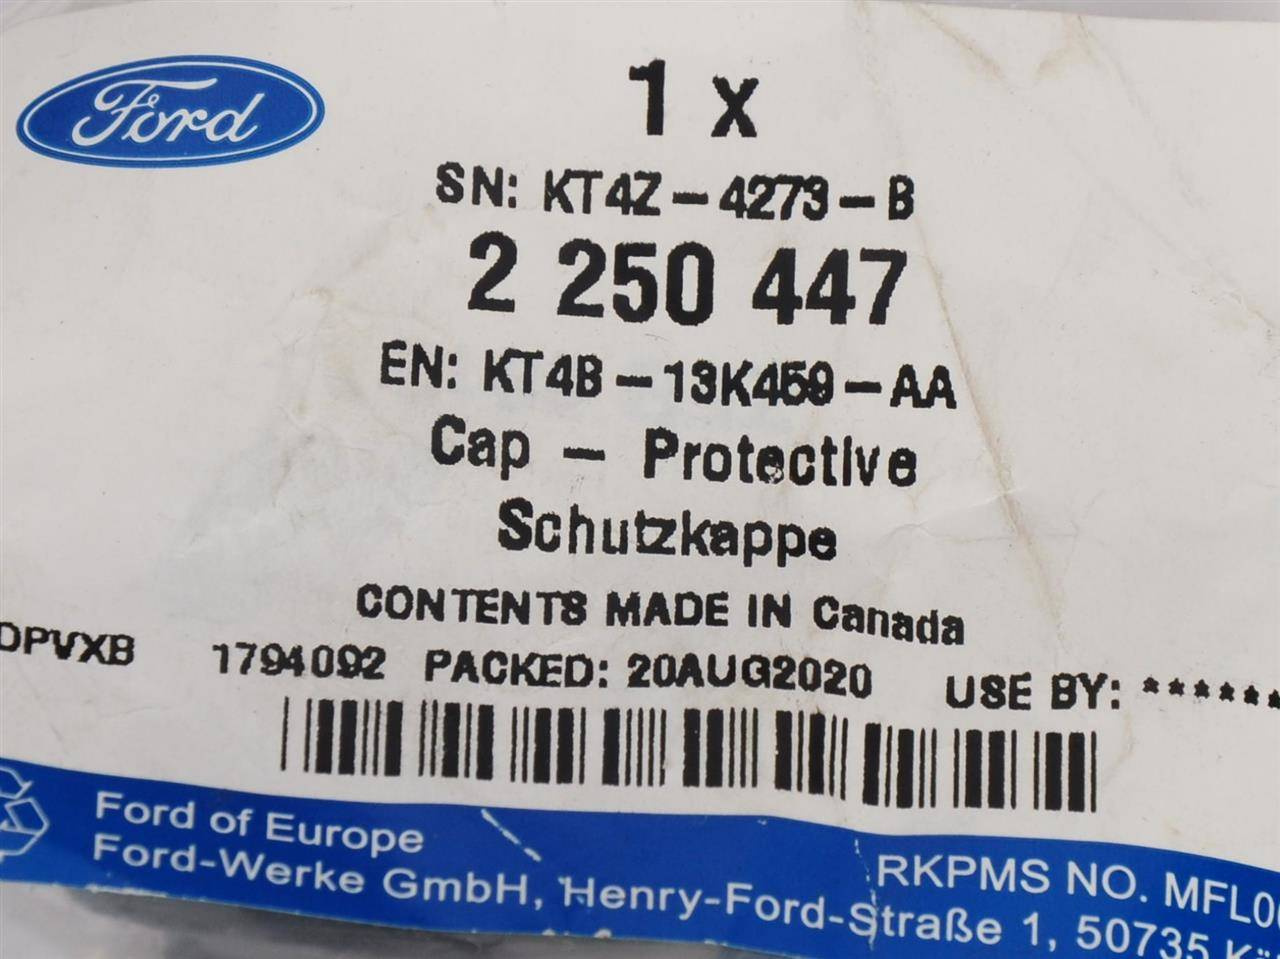 Ford
1 x
SN: KT4Z-4273-B
2 250 447
EN: KT4B-13K459-AA
Cap - Protective
Schutzkappe
CONTENTS MADE IN Canada
OPVXB 1794092 PACKED: 20AUG2020 USE BY: ******
Ford of Europe
Ford-Werke GmbH, Henry-Ford-Straße 1, 50735
RKPMS NO.